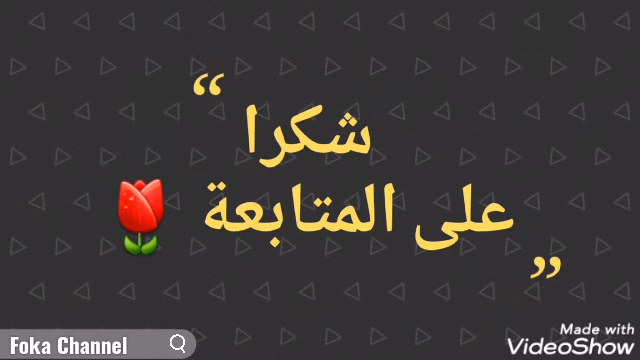 “
شكرا
على المتابعة 🌷
”
Foka Channel
Made with
VideoShow